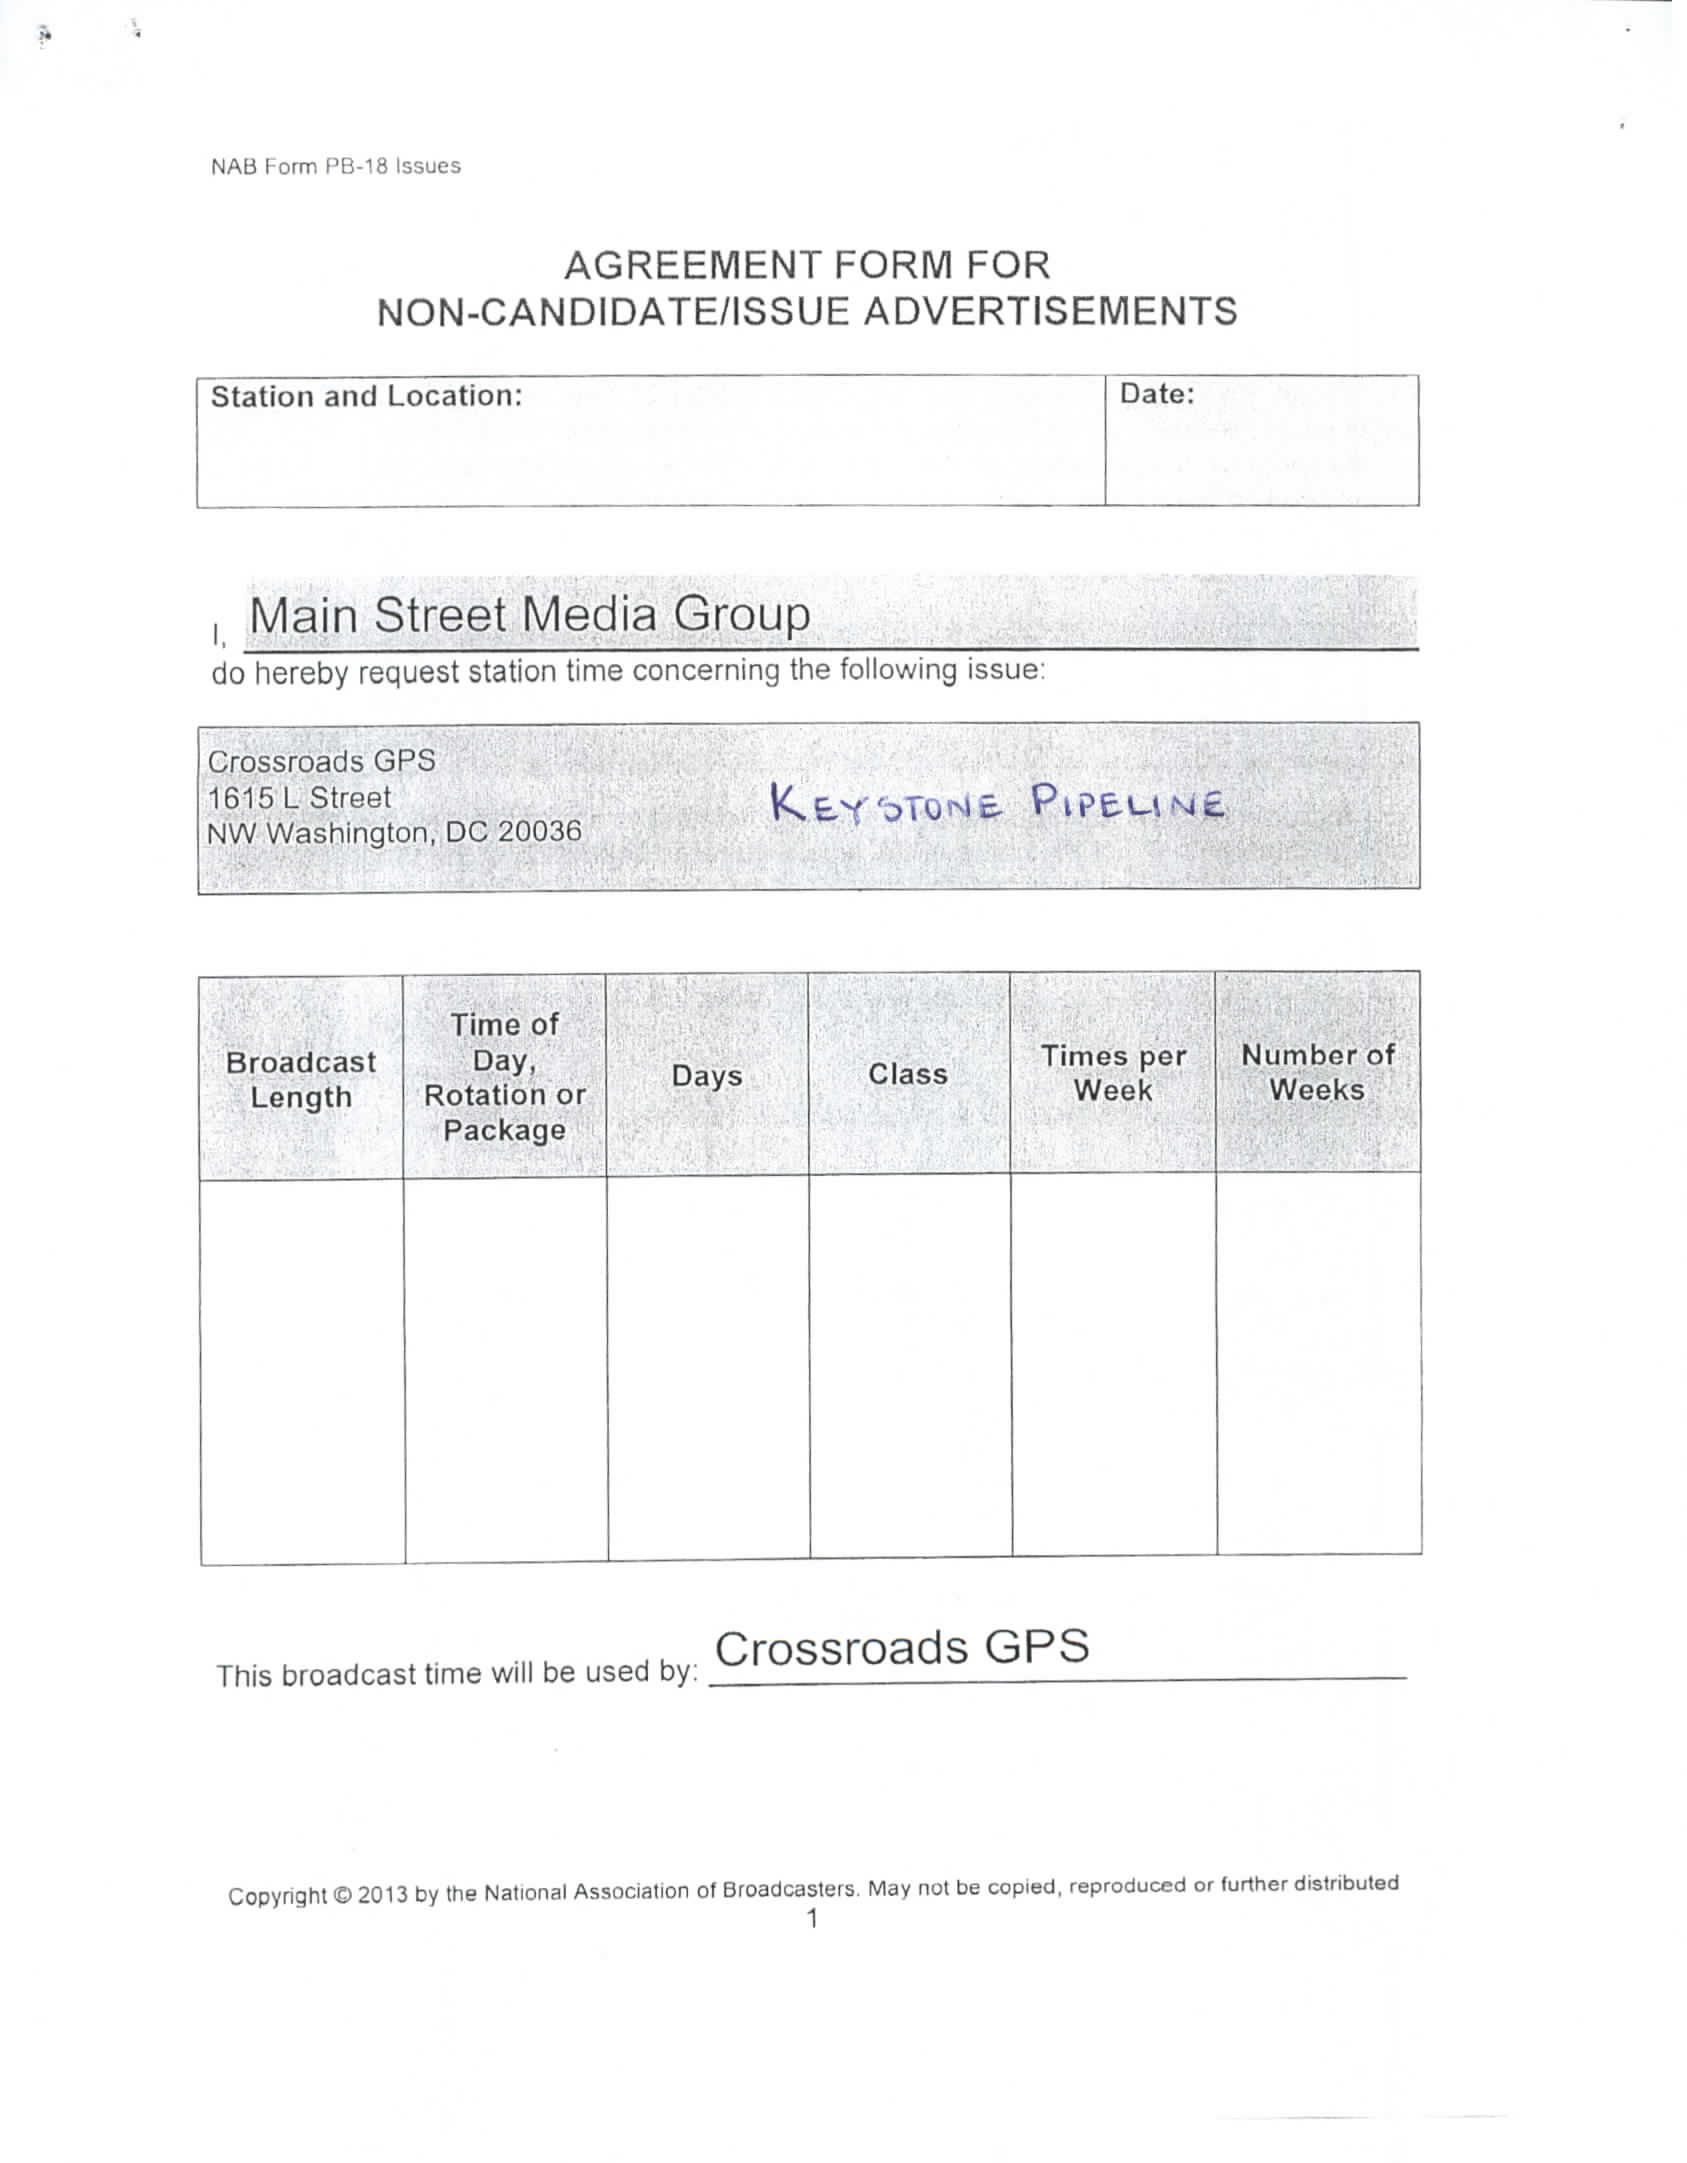 NAB Form PB-18 Issues
AGREEMENT FORM FOR
NON-CANDIDATE/ISSUE ADVERTISEMENTS
Station and Location:
Date:
I, Main Street Media Group
do hereby request station time concerning the following issue:
Crossroads GPS
1615 L Street
NW Washington, DC 20036
KEYSTONE PIPELINE
Broadcast
Length
Time of
Day,
Rotation or
Package
Days
Class
Times per
Week
Number of
Weeks
This broadcast time will be used by: Crossroads GPS
Copyright © 2013 by the National Association of Broadcasters. May not be copied, reproduced or further distributed
1